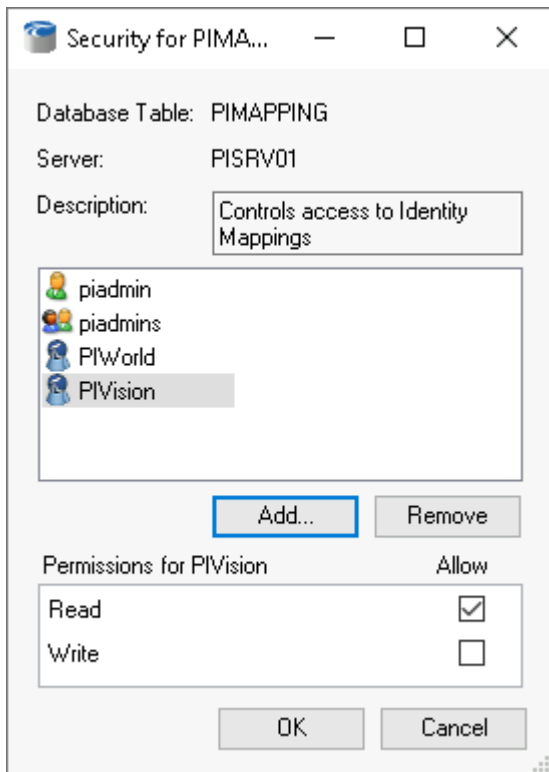 Security for PIMA...
Database Table: PIMAPPING
Server: PISRV01
Description: Controls access to Identity
Mappings
piadmin
piadmins
PIWorld
PIVision
Add... Remove
Permissions for PIVision Allow
Read
Write
OK Cancel